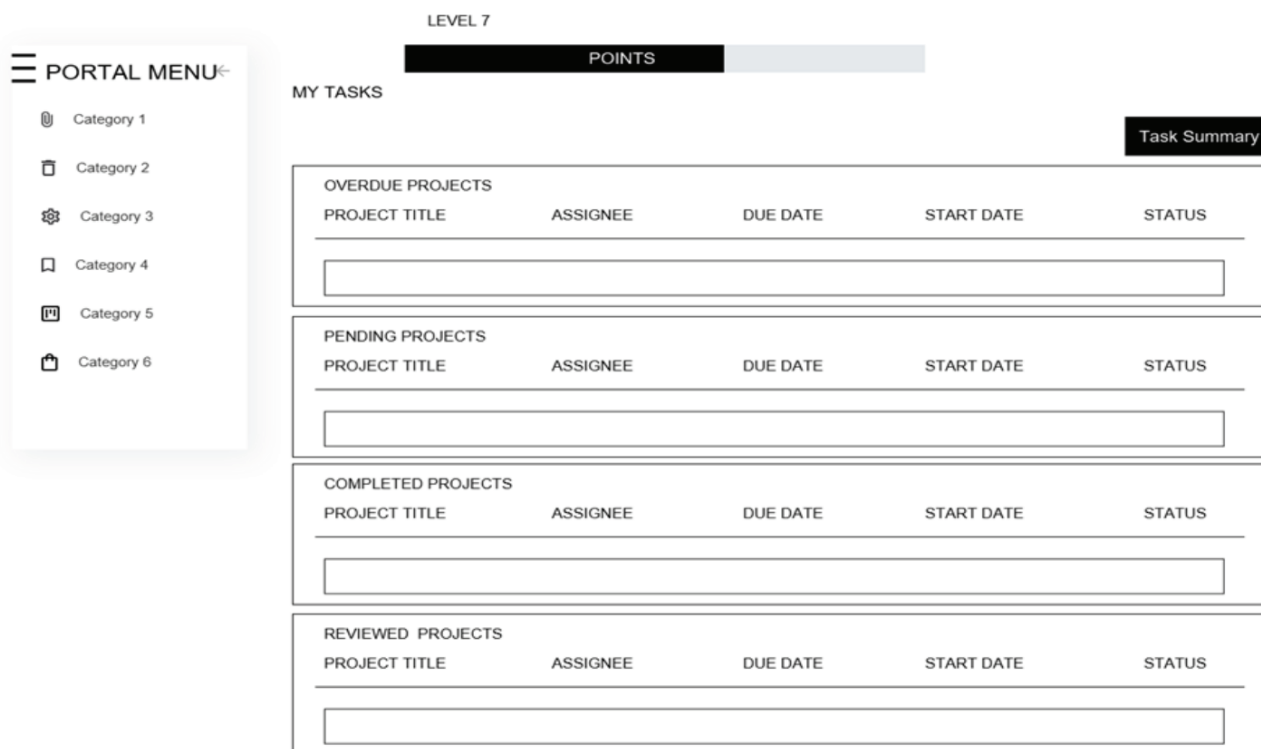 LEVEL 7
POINTS
PORTAL MENU
Category 1
Category 2
Category 3
Category 4
Category 5
Category 6
MY TASKS
Task Summary
OVERDUE PROJECTS
PROJECT TITLE ASSIGNEE DUE DATE START DATE STATUS
PENDING PROJECTS
PROJECT TITLE ASSIGNEE DUE DATE START DATE STATUS
COMPLETED PROJECTS
PROJECT TITLE ASSIGNEE DUE DATE START DATE STATUS
REVIEWED PROJECTS
PROJECT TITLE ASSIGNEE DUE DATE START DATE STATUS